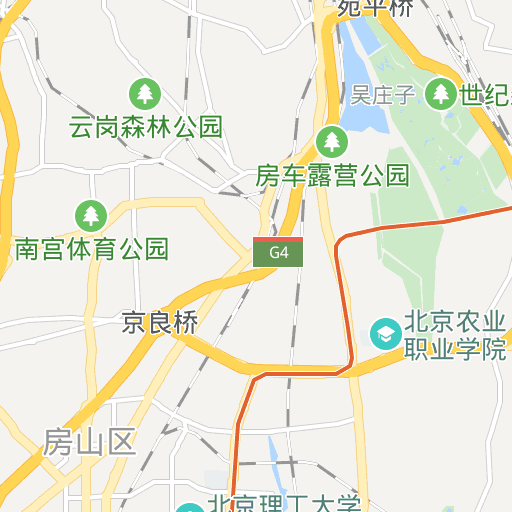 宛平桥
吴庄子
世纪
云岗森林公园
房车露营公园
南宫体育公园
G4
京良桥
北京农业
职业学院
房山区
北京理工大学